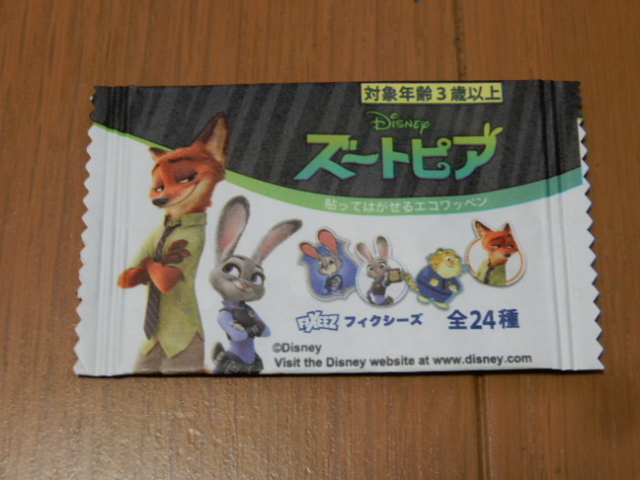 対象年齢3歳以上
Disney
ズートピア
貼ってはがせるエコワッペン
FIXEEZ フィクシーズ 全24種
©Disney
Visit the Disney website at www.disney.com